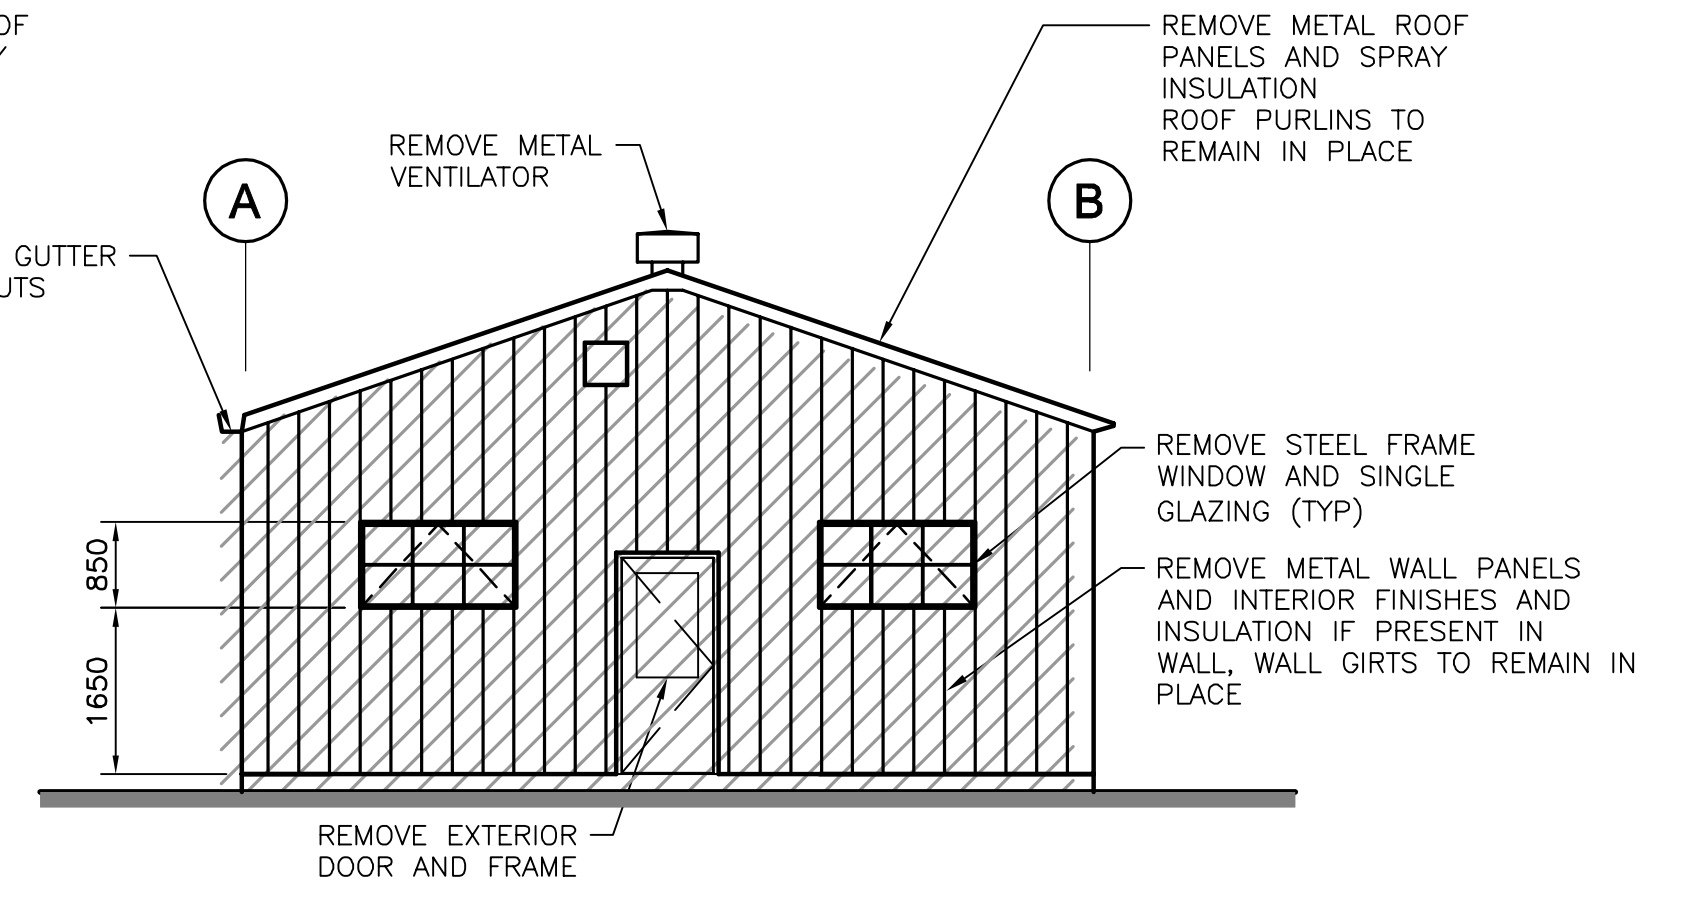 OF
REMOVE METAL ROOF
PANELS AND SPRAY
INSULATION
ROOF PURLINS TO
REMAIN IN PLACE
REMOVE METAL
VENTILATOR
A
B
GUTTER
UTS
REMOVE STEEL FRAME
WINDOW AND SINGLE
GLAZING (TYP)
850
REMOVE METAL WALL PANELS
AND INTERIOR FINISHES AND
INSULATION IF PRESENT IN
WALL, WALL GIRTS TO REMAIN IN
PLACE
1650
REMOVE EXTERIOR
DOOR AND FRAME